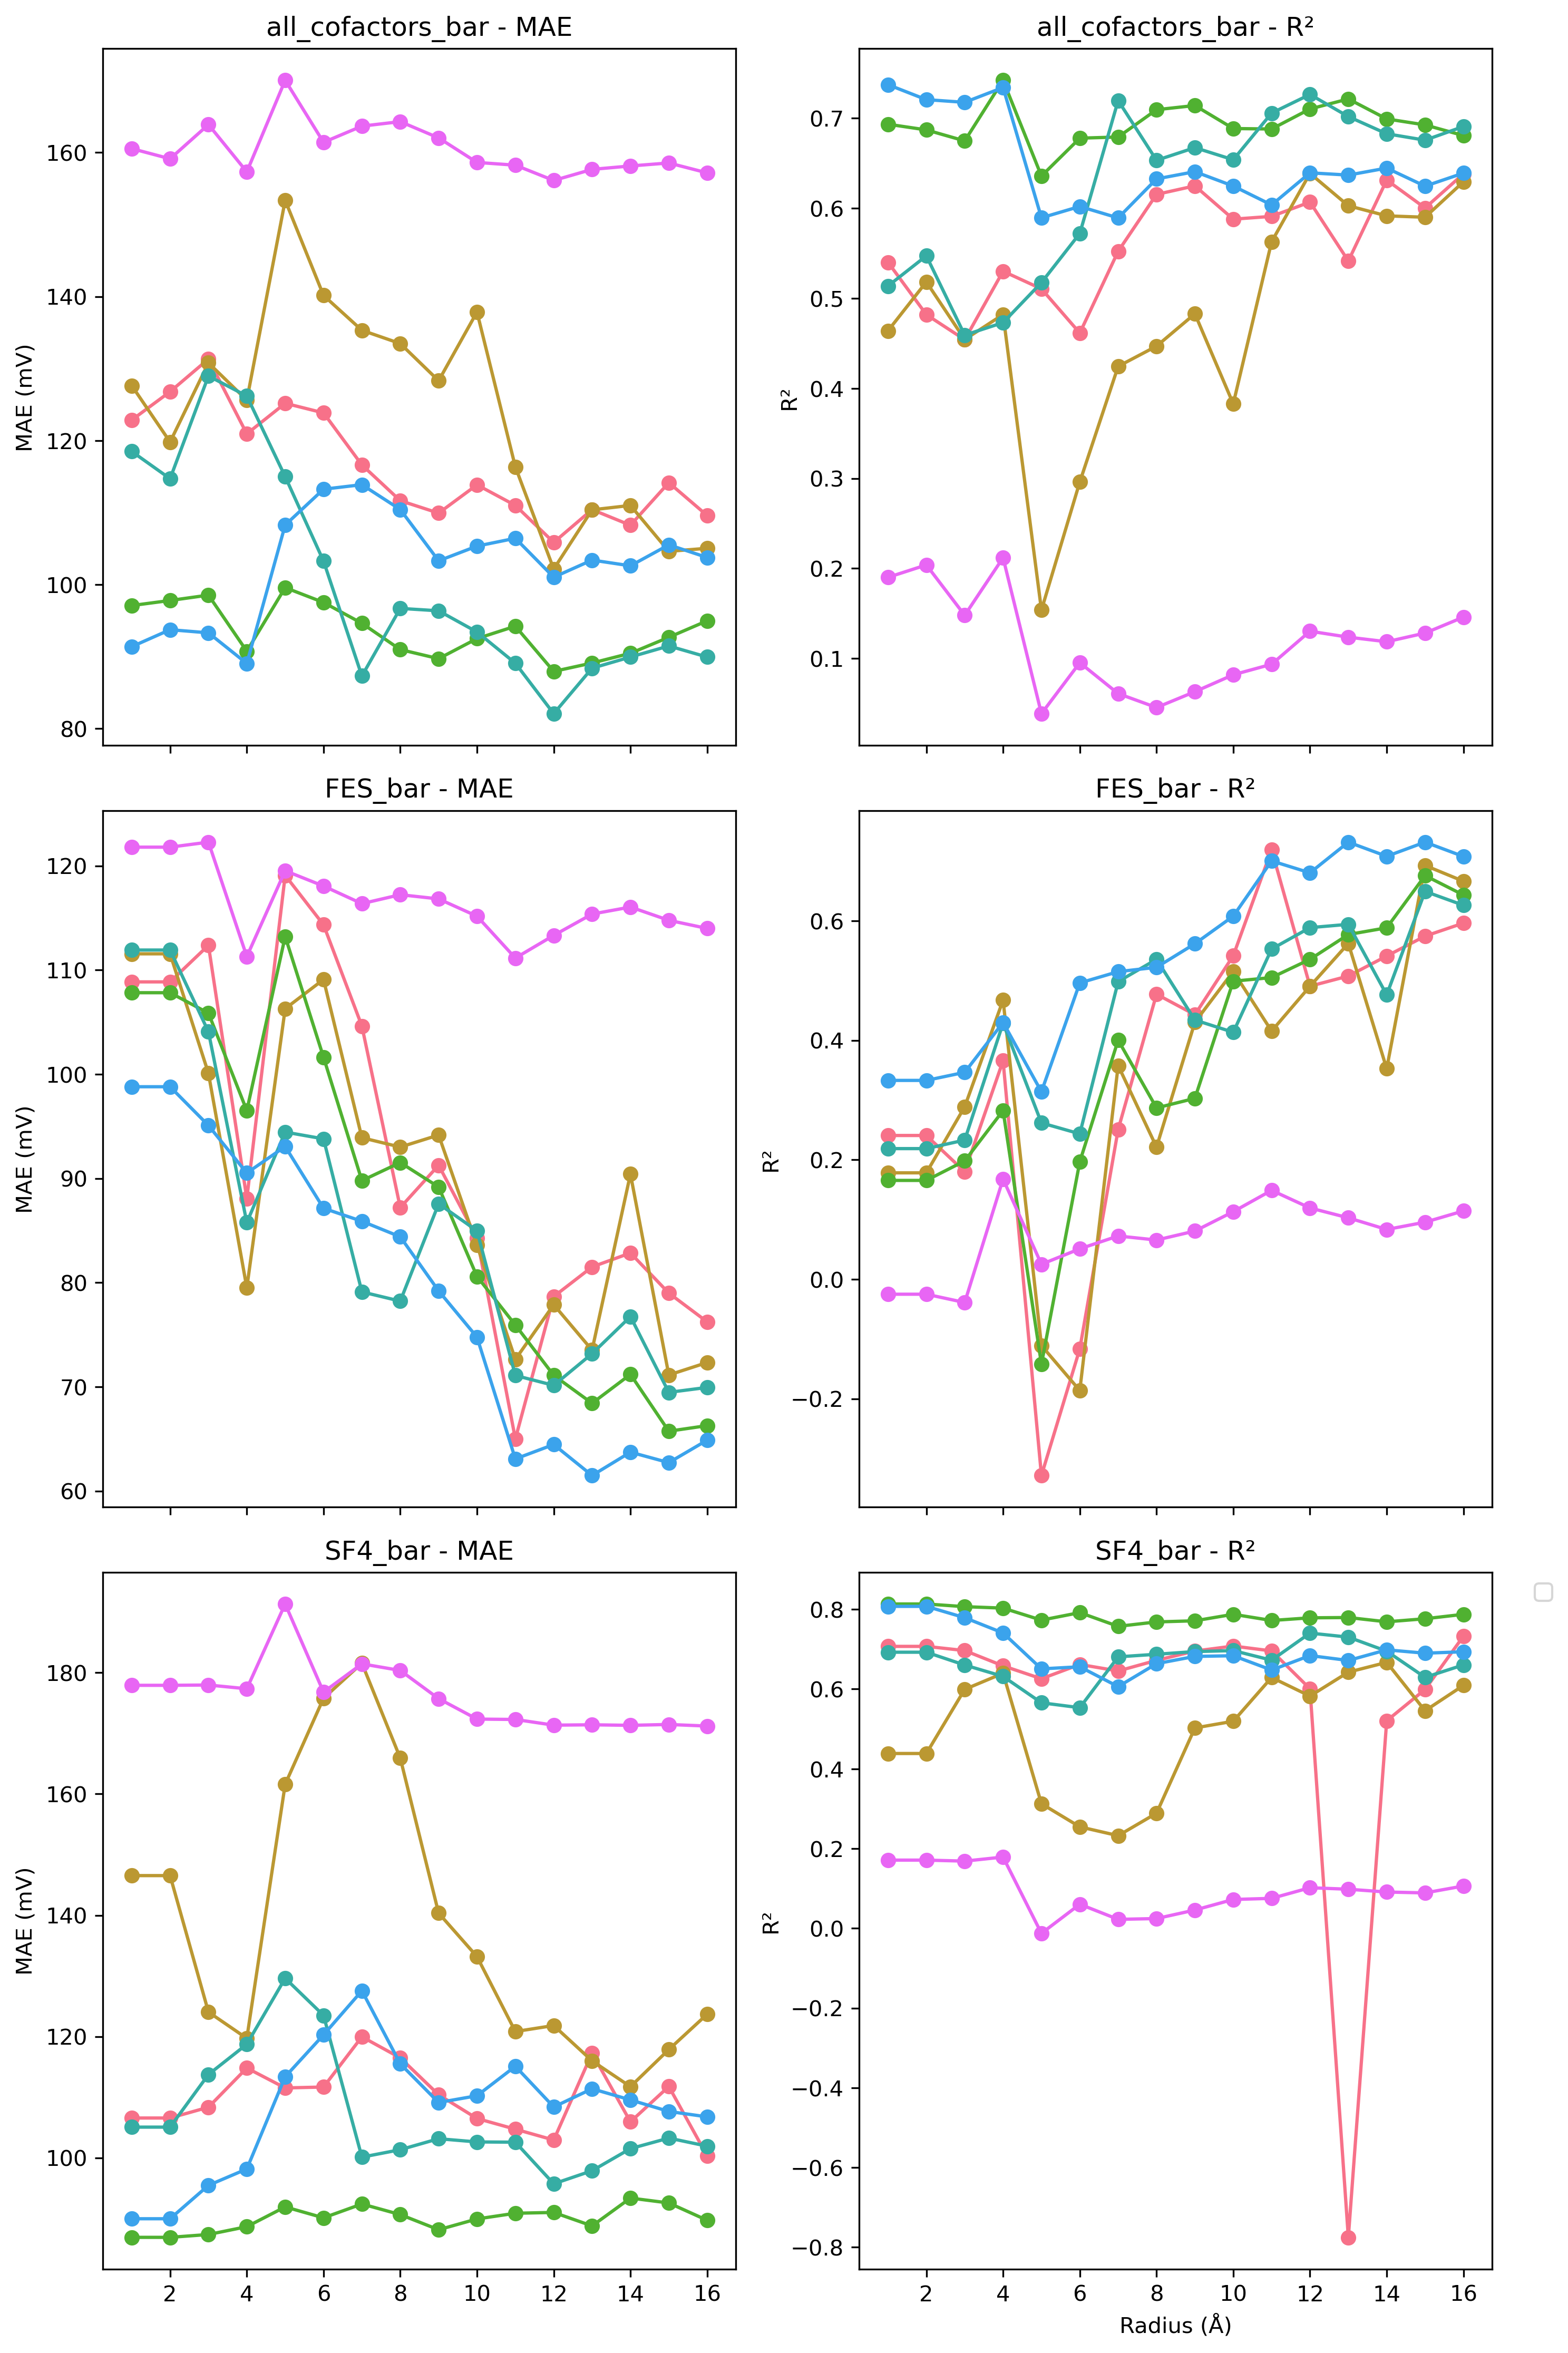 all_cofactors_bar - MAE
all_cofactors_bar - R²
MAE (mV)
160
140
120
100
80
R²
0.7
0.6
0.5
0.4
0.3
0.2
0.1
FES_bar - MAE
FES_bar - R²
MAE (mV)
120
110
100
90
80
70
60
R²
0.6
0.4
0.2
0.0
−0.2
SF4_bar - MAE
SF4_bar - R²
MAE (mV)
180
160
140
120
100
2 4 6 8 10 12 14 16
R²
0.8
0.6
0.4
0.2
0.0
−0.2
−0.4
−0.6
−0.8
2 4 6 8 10 12 14 16
Radius (Å)